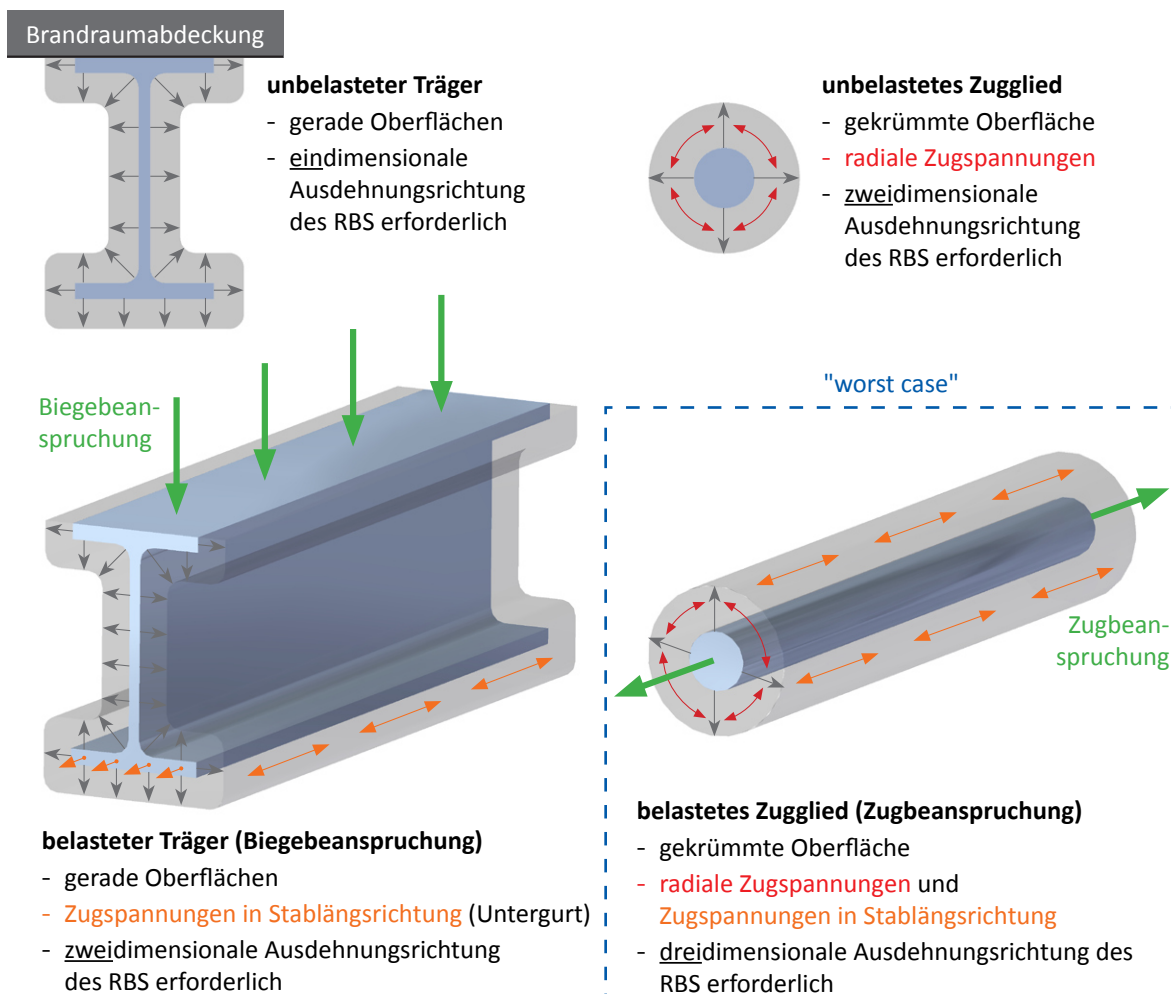 Brandraumabdeckung
unbelasteter Träger
- gerade Oberflächen
- eindimensionale
Ausdehnungsrichtung
des RBS erforderlich
unbelastetes Zugglied
- gekrümmte Oberfläche
- radiale Zugspannungen
- zweidimensionale
Ausdehnungsrichtung
des RBS erforderlich
Biegebean-
spruchung
"worst case"
Zugbean-
spruchung
belasteter Träger (Biegebeanspruchung)
- gerade Oberflächen
- Zugspannungen in Stablängsrichtung (Untergurt)
- zweidimensionale Ausdehnungsrichtung
des RBS erforderlich
belastetes Zugglied (Zugbeanspruchung)
- gekrümmte Oberfläche
- radiale Zugspannungen und
Zugspannungen in Stablängsrichtung
- dreidimensionale Ausdehnungsrichtung des
RBS erforderlich